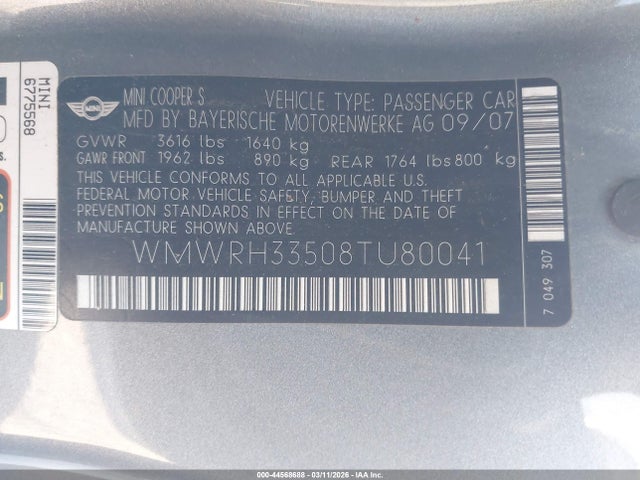 MINI
6775568
s.
MINI
MINI COOPER S VEHICLE TYPE: PASSENGER CAR
MFD BY BAYERISCHE MOTORENWERKE AG 09/07
GVWR 3616 lbs 1640 kg
GAWR FRONT 1962 lbs 890 kg REAR 1764 lbs 800 kg
THIS VEHICLE CONFORMS TO ALL APPLICABLE U.S.
FEDERAL MOTOR VEHICLE SAFETY, BUMPER AND THEFT
PREVENTION STANDARDS IN EFFECT ON THE DATE OF
MANUFACTURE SHOWN ABOVE.
WMWRH33508TU80041
7 049 307
000-44568688 - 03/11/2026 - IAA Corp.